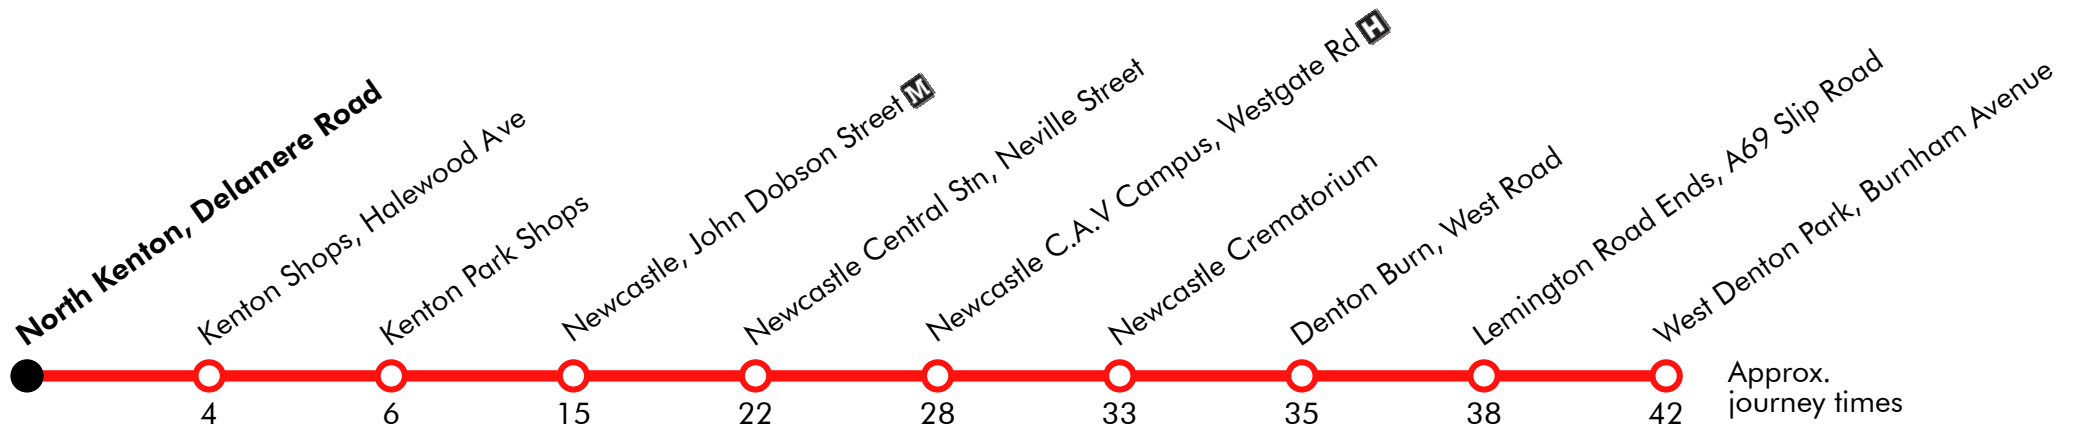 North Kenton, Delamere Road
Kenton Shops, Halewood Ave
Kenton Park Shops
Newcastle, John Dobson Street M
Newcastle Central Stn, Neville Street
Newcastle C.A.V Campus, Westgate Rd H
Newcastle Crematorium
Denton Burn, West Road
Lemington Road Ends, A69 Slip Road
West Denton Park, Burnham Avenue
4 6 15 22 28 33 35 38 42
Approx.
journey times